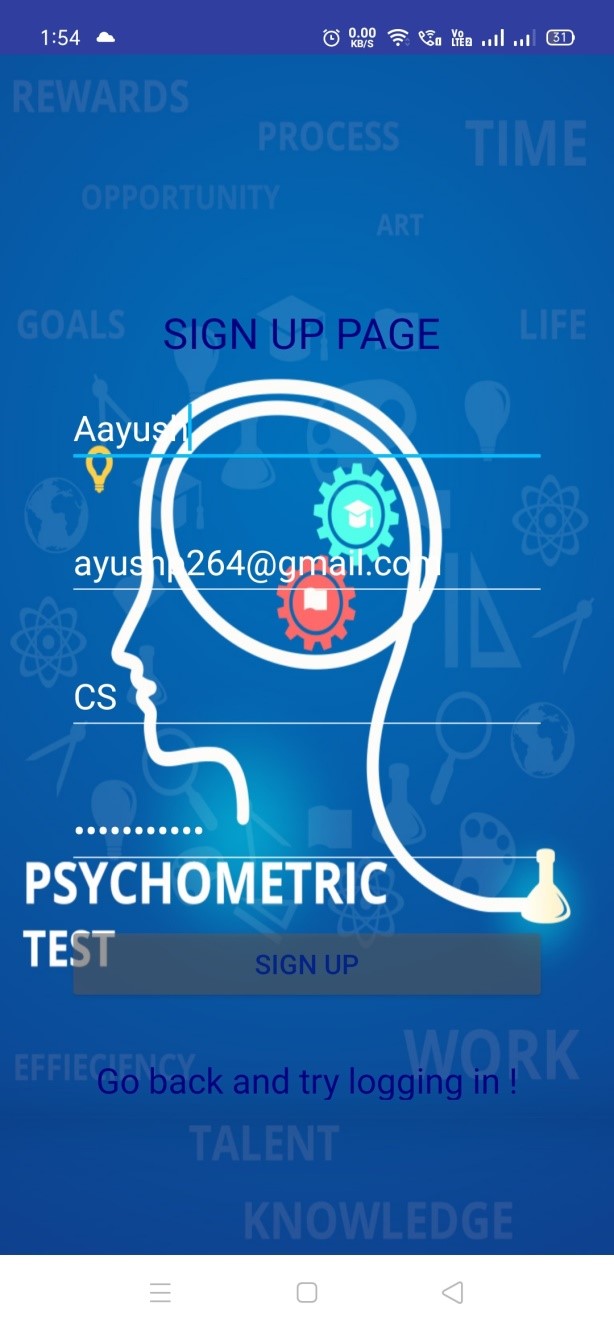 1:54
0.00
KB/S
Vo
LTE2
31
REWARDS
PROCESS
TIME
OPPORTUNITY
ART
GOALS
LIFE
SIGN UP PAGE
Aayush
ayushp264@gmail.com
CS
•••••••••••
PSYCHOMETRIC
TEST
SIGN UP
WORK
EFFIECIENCY
Go back and try logging in !
TALENT
KNOWLEDGE